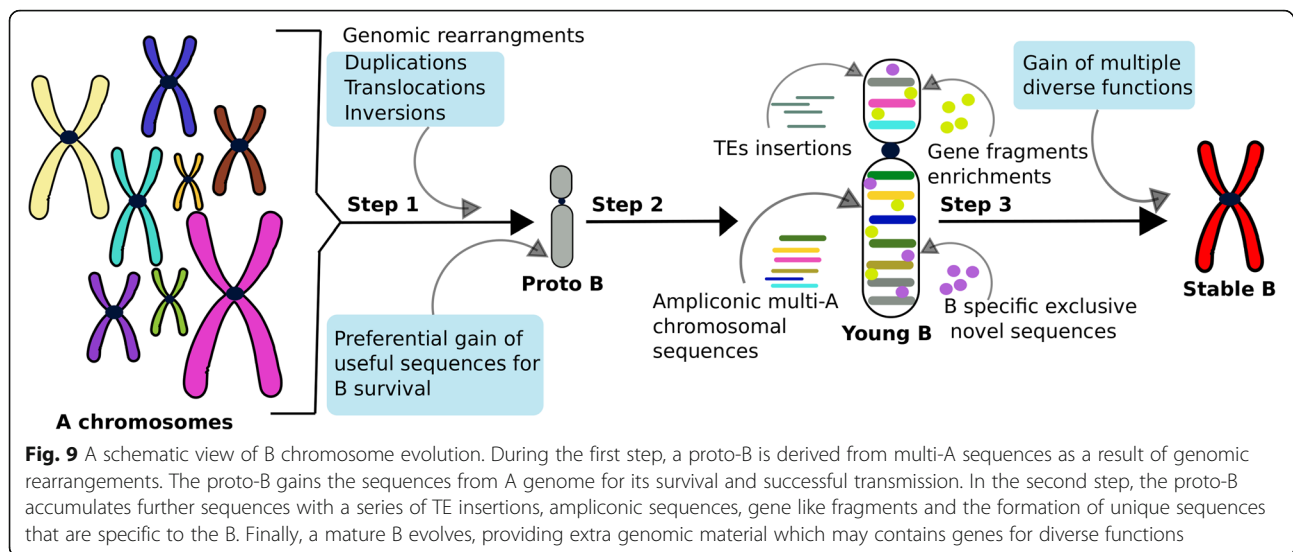 Genomic rearrangments
Duplications
Translocations
Inversions
Step 1
Preferential gain of
useful sequences for
B survival
A chromosomes
Proto B
Step 2
TEs insertions
Gene fragments
enrichments
Ampliconic multi-A
chromosomal
sequences
Young B
B specific exclusive
novel sequences
Step 3
Gain of multiple
diverse functions
Stable B
Fig. 9 A schematic view of B chromosome evolution. During the first step, a proto-B is derived from multi-A sequences as a result of genomic
rearrangements. The proto-B gains the sequences from A genome for its survival and successful transmission. In the second step, the proto-B
accumulates further sequences with a series of TE insertions, ampliconic sequences, gene like fragments and the formation of unique sequences
that are specific to the B. Finally, a mature B evolves, providing extra genomic material which may contains genes for diverse functions